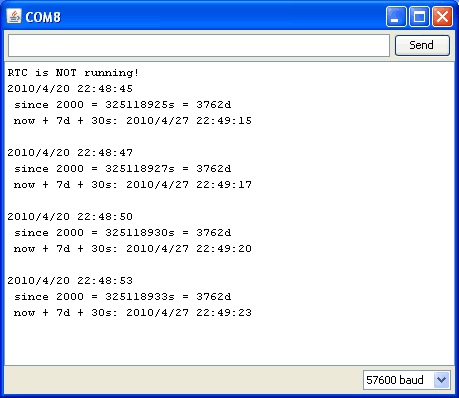 COM8
Send
RTC is NOT running!
2010/4/20 22:48:45
since 2000 = 325118925s = 3762d
now + 7d + 30s: 2010/4/27 22:49:15
2010/4/20 22:48:47
since 2000 = 325118927s = 3762d
now + 7d + 30s: 2010/4/27 22:49:17
2010/4/20 22:48:50
since 2000 = 325118930s = 3762d
now + 7d + 30s: 2010/4/27 22:49:20
2010/4/20 22:48:53
since 2000 = 325118933s = 3762d
now + 7d + 30s: 2010/4/27 22:49:23
57600 baud